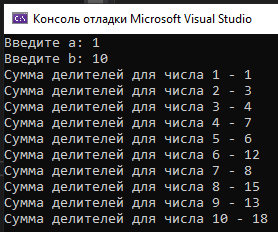 Консоль отладки Microsoft Visual Studio
Введите a: 1
Введите b: 10
Сумма делителей для числа 1 - 1
Сумма делителей для числа 2 - 3
Сумма делителей для числа 3 - 4
Сумма делителей для числа 4 - 7
Сумма делителей для числа 5 - 6
Сумма делителей для числа 6 - 12
Сумма делителей для числа 7 - 8
Сумма делителей для числа 8 - 15
Сумма делителей для числа 9 - 13
Сумма делителей для числа 10 - 18